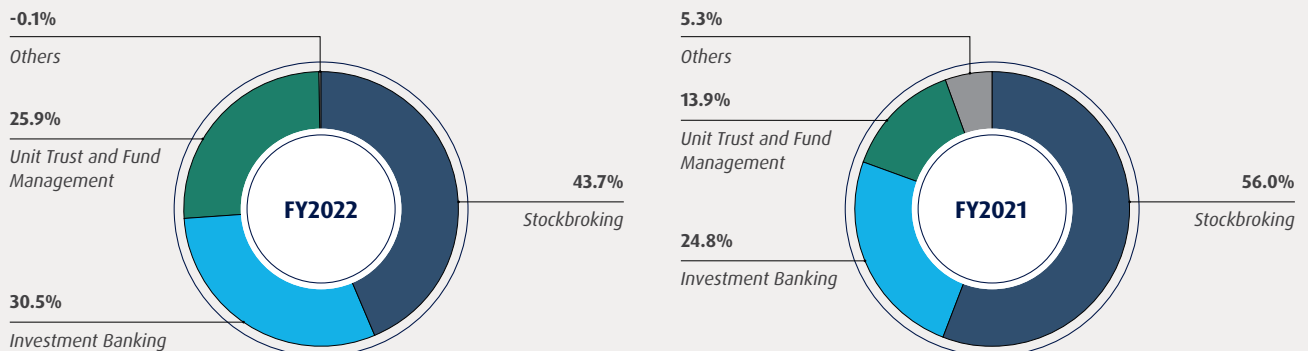 -0.1%
Others
25.9%
Unit Trust and Fund
Management
FY2022
43.7%
Stockbroking
30.5%
Investment Banking
5.3%
Others
13.9%
Unit Trust and Fund
Management
FY2021
56.0%
Stockbroking
24.8%
Investment Banking